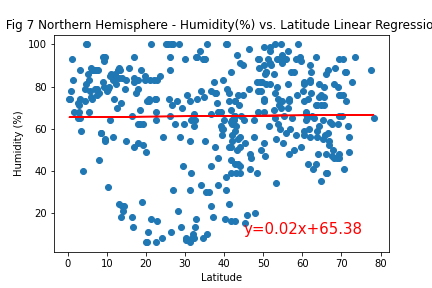 Fig 7 Northern Hemisphere - Humidity(%) vs. Latitude Linear Regressio
100
80
60
40
20
Humidity (%)
y=0.02x+65.38
0 10 20 30 40 50 60 70 80
Latitude